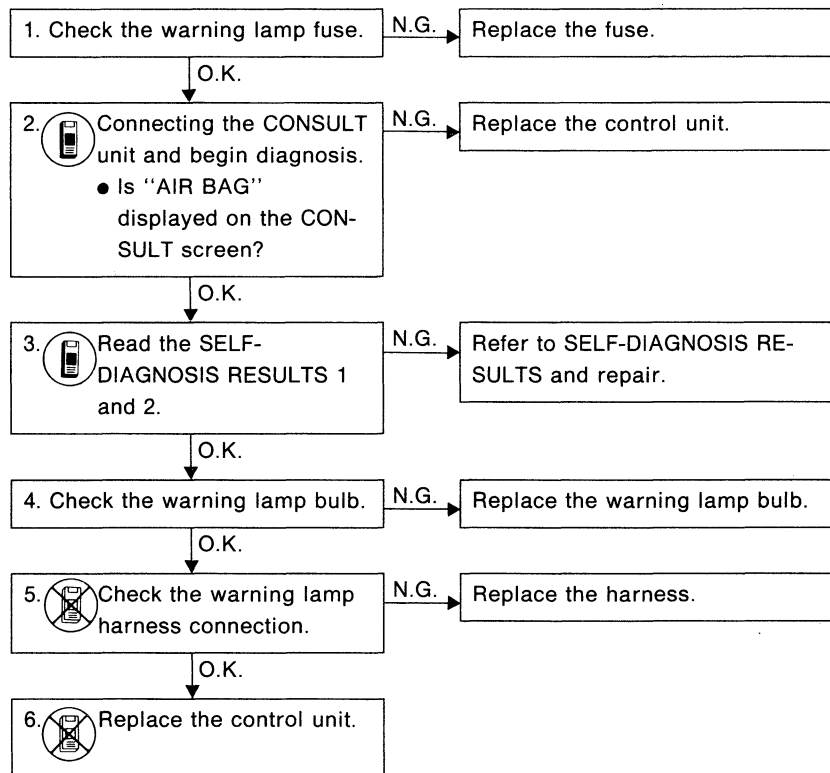 1. Check the warning lamp fuse.
N.G.
Replace the fuse.
O.K.
2. Connecting the CONSULT
unit and begin diagnosis.
● Is ‘‘AIR BAG’’
displayed on the CON-
SULT screen?
N.G.
Replace the control unit.
O.K.
3. Read the SELF-
DIAGNOSIS RESULTS 1
and 2.
N.G.
Refer to SELF-DIAGNOSIS RE-
SULTS and repair.
O.K.
4. Check the warning lamp bulb.
N.G.
Replace the warning lamp bulb.
O.K.
5. Check the warning lamp
harness connection.
N.G.
Replace the harness.
O.K.
6. Replace the control unit.